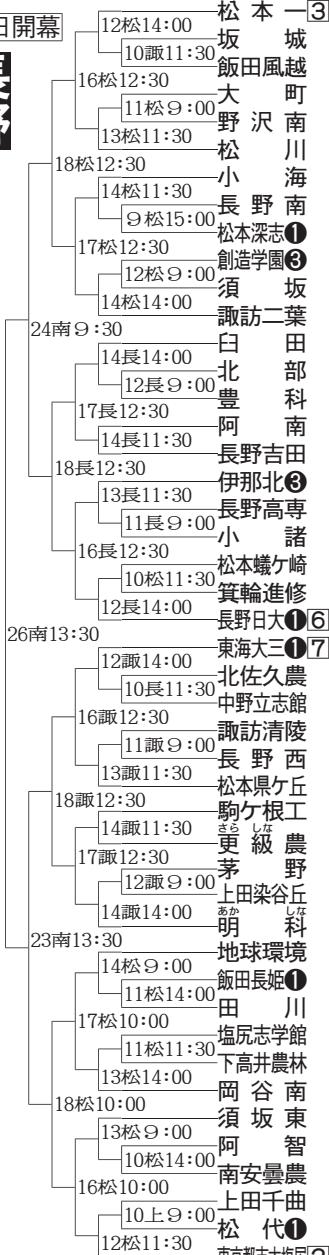 日開幕
長野
松本一③
12松14:00
坂城
10諏11:30
飯田風越
16松12:30
大町
11松9:00
野沢南
13松11:30
松川
18松12:30
小海
14松11:30
長野南
9松15:00
松本深志❶
17松12:30
創造学園❸
12松9:00
須坂
14松14:00
諏訪二葉
24南9:30
臼田
14長14:00
北部
12長9:00
豊科
17長12:30
阿南
14長11:30
長野吉田
18長12:30
伊那北❸
13長11:30
長野高専
11長9:00
小諸
16長12:30
松本蟻ケ崎
10松11:30
箕輪進修
12長14:00
長野日大❶6
26南13:30
東海大三❶7
12諏14:00
北佐久農
10長11:30
中野立志館
16諏12:30
諏訪清陵
11諏9:00
長野西
13諏11:30
松本県ケ丘
18諏12:30
駒ケ根工
14諏11:30
さらしな
更級農
17諏12:30
茅野
12諏9:00
上田染谷丘
14諏14:00
あかしな
明科
23南13:30
地球環境
14松9:00
飯田長姫❶
11松14:00
田川
17松10:00
塩尻志学館
11松11:30
下高井農林
13松14:00
岡谷南
18松10:00
須坂東
13松9:00
阿智
10松14:00
南安曇農
16松10:00
上田千曲
10上9:00
松代❶
12松11:30